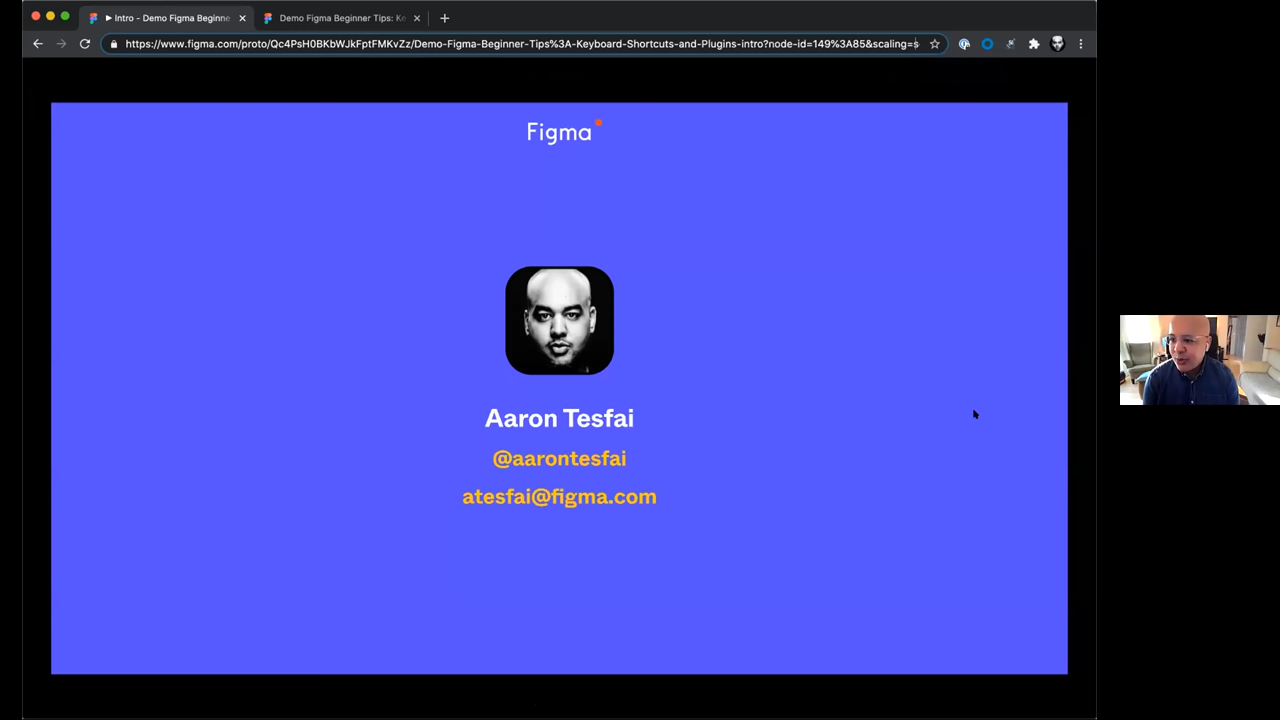 Intro - Demo Figma Beginne
Demo Figma Beginner Tips: Ke
https://www.figma.com/proto/Qc4PsH0BKbWJkFptFMKvZz/Demo-Figma-Beginner-Tips%3A-Keyboard-Shortcuts-and-Plugins-intro?node-id=149%3A85&scaling=s
Figma
Aaron Tesfai
@aarontesfai
atesfai@figma.com